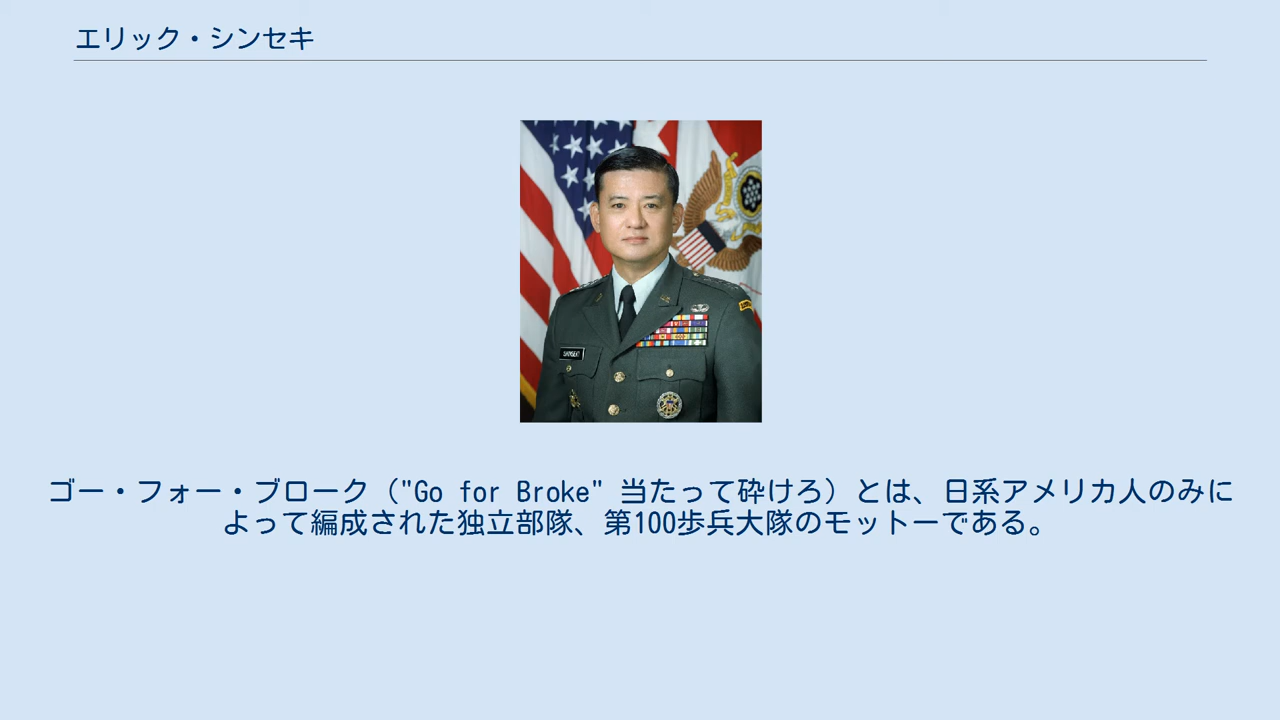 エリック・シンセキ
ゴー・フォー・ブローク（"Go for Broke" 当たって砕けろ）とは、日系アメリカ人のみに
よって編成された独立部隊、第100歩兵大隊のモットーである。